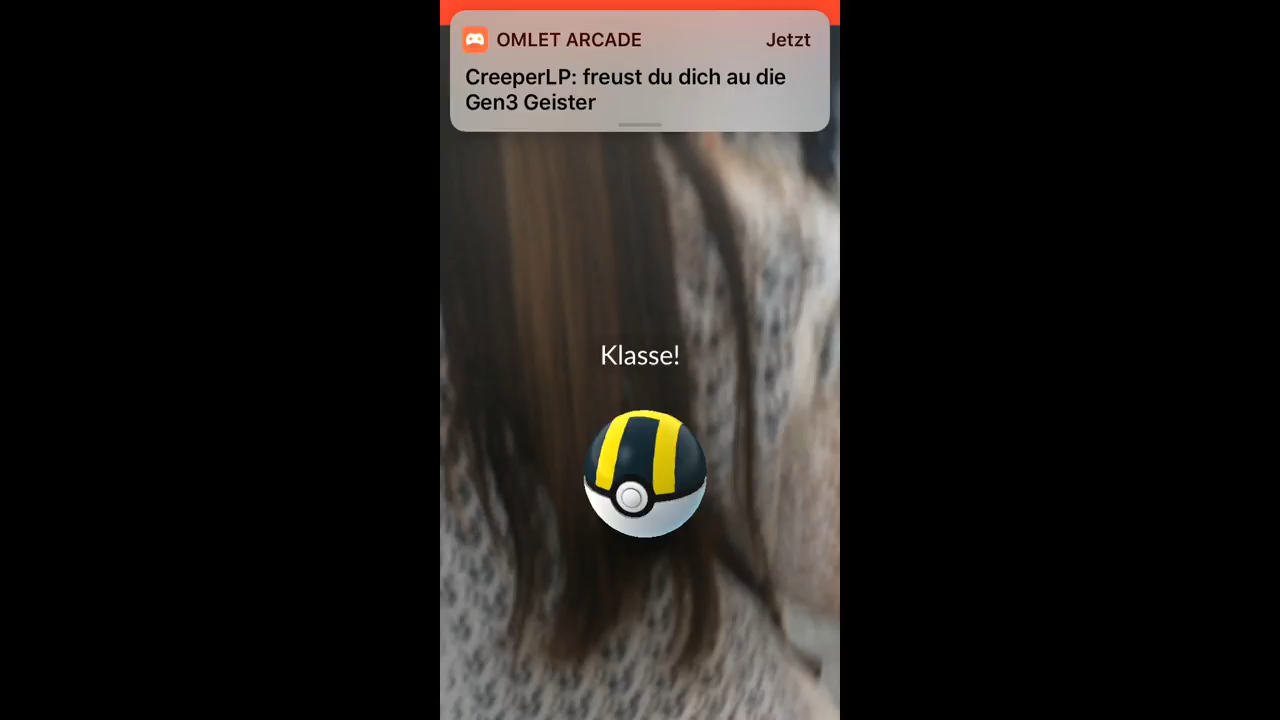 OMLET ARCADE Jetzt
CreeperLP: freust du dich au die
Gen3 Geister
Klasse!